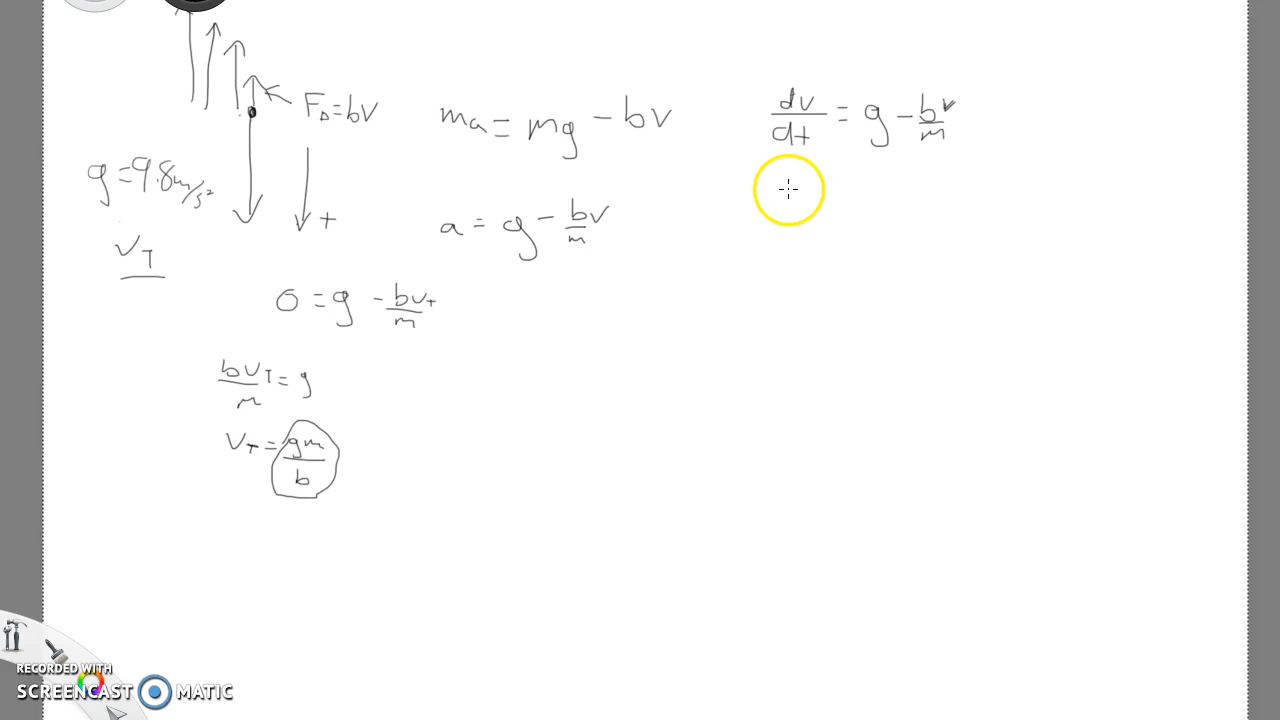 F_D = bv
g = 9.8 m/s²
+
v_T
ma = mg - bv
a = g - bv/m
0 = g - bv_T/m
bv_T/m = g
v_T = gm/b
dv/dt = g - bv/m
RECORDED WITH
SCREENCAST MATIC